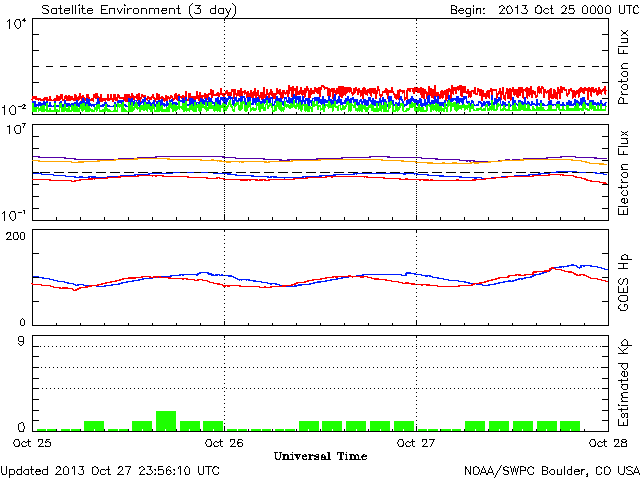 Satellite Environment (3 day) Begin: 2013 Oct 25 0000 UTC
10^4
10^-2
Proton Flux
10^7
10^-1
Electron Flux
200
0
GOES Hp
9
0
Estimated Kp
Oct 25 Oct 26 Oct 27 Oct 28
Universal Time
Updated 2013 Oct 27 23:56:10 UTC NOAA/SWPC Boulder, CO USA